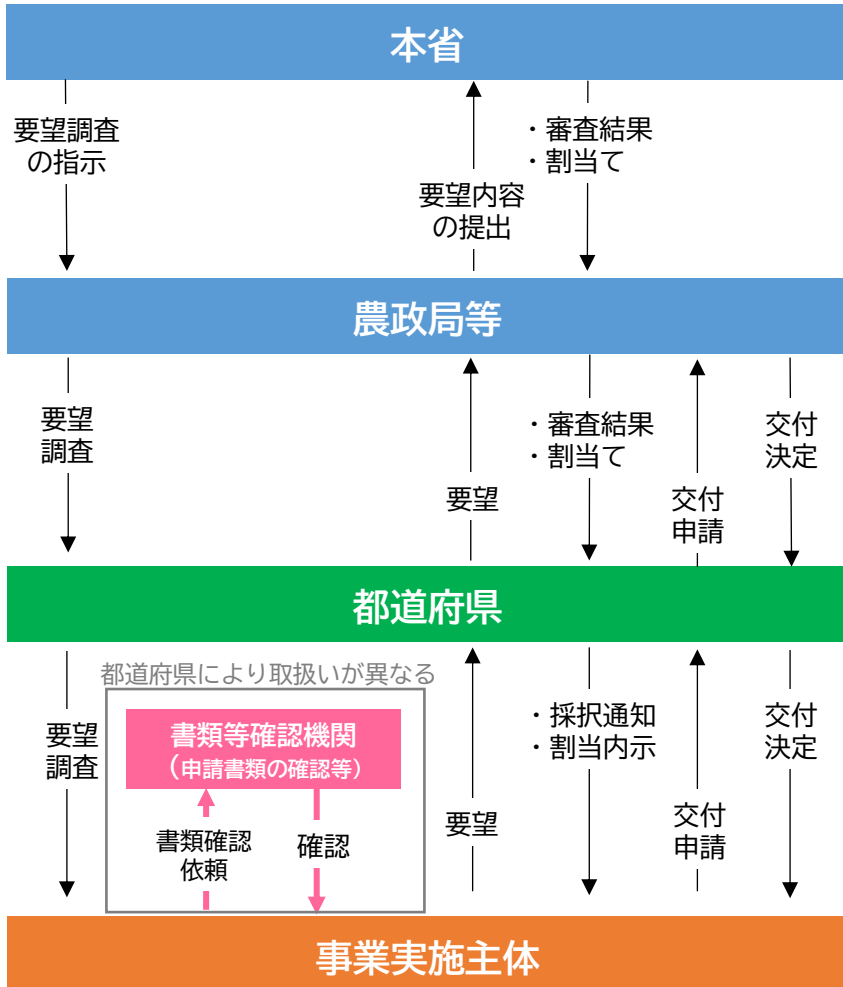 本省
要望調査
の指示
要望内容
の提出
・審査結果
・割当て
農政局等
要望
調査
要望
・審査結果
・割当て
交付
申請
交付
決定
都道府県
要望
調査
都道府県により取扱いが異なる
書類等確認機関
（申請書類の確認等）
書類確認
依頼
確認
要望
・採択通知
・割当内示
交付
申請
交付
決定
事業実施主体